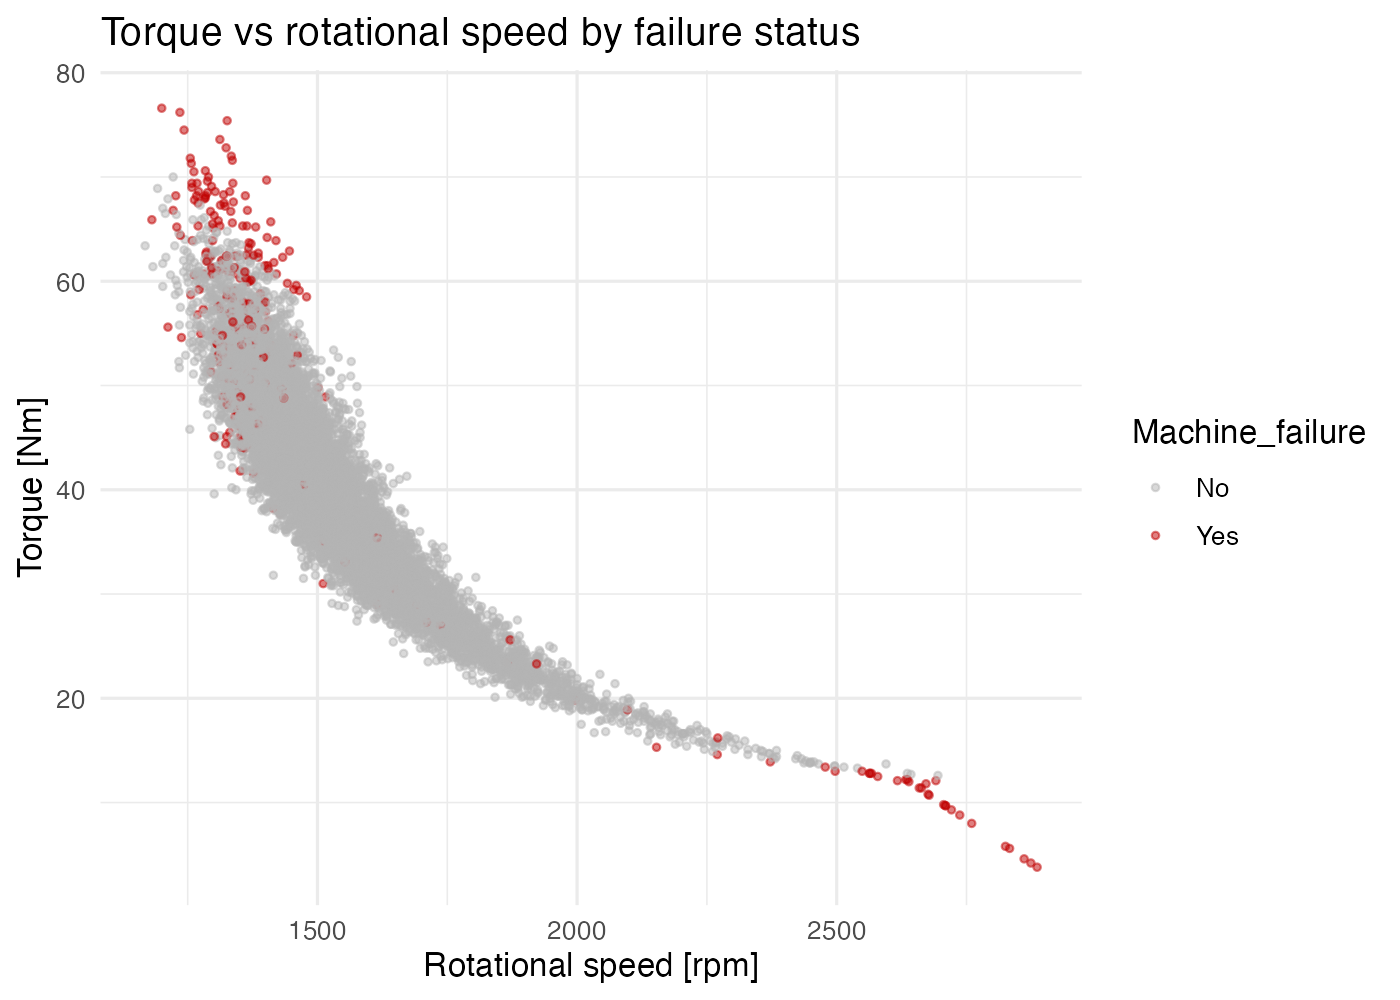 Torque vs rotational speed by failure status
80
60
40
20
Torque [Nm]
1500 2000 2500
Rotational speed [rpm]
Machine_failure
No
Yes